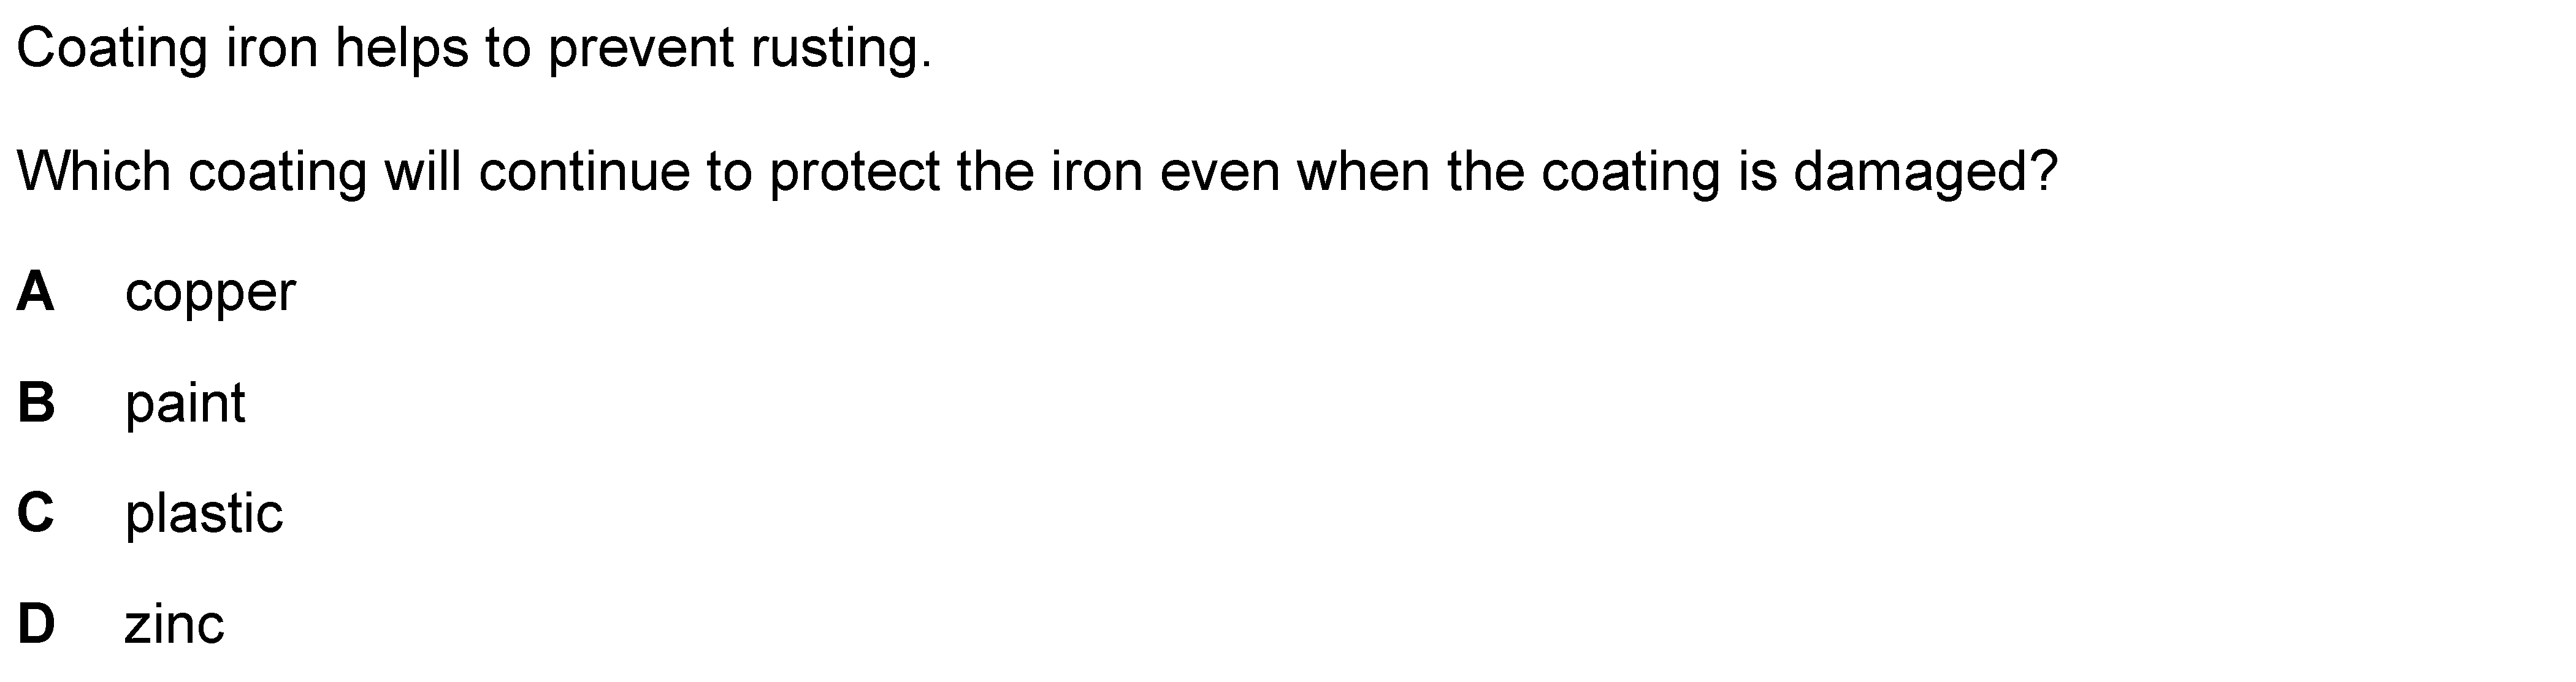 Coating iron helps to prevent rusting.
Which coating will continue to protect the iron even when the coating is damaged?
A copper
B paint
C plastic
D zinc